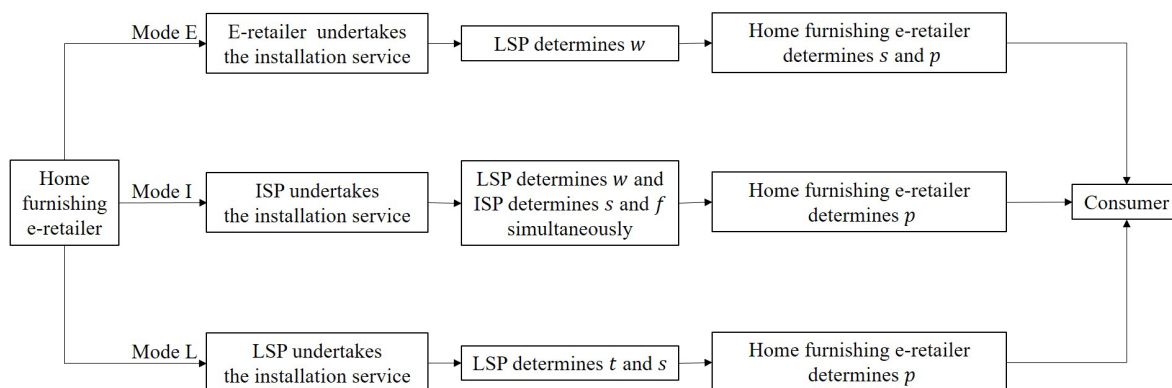 Mode E
E-retailer undertakes
the installation service
LSP determines w
Home furnishing e-retailer
determines s and p
Home
furnishing
e-retailer
Mode I
ISP undertakes
the installation service
LSP determines w and
ISP determines s and f
simultaneously
Home furnishing e-retailer
determines p
Consumer
Mode L
LSP undertakes
the installation service
LSP determines t and s
Home furnishing e-retailer
determines p